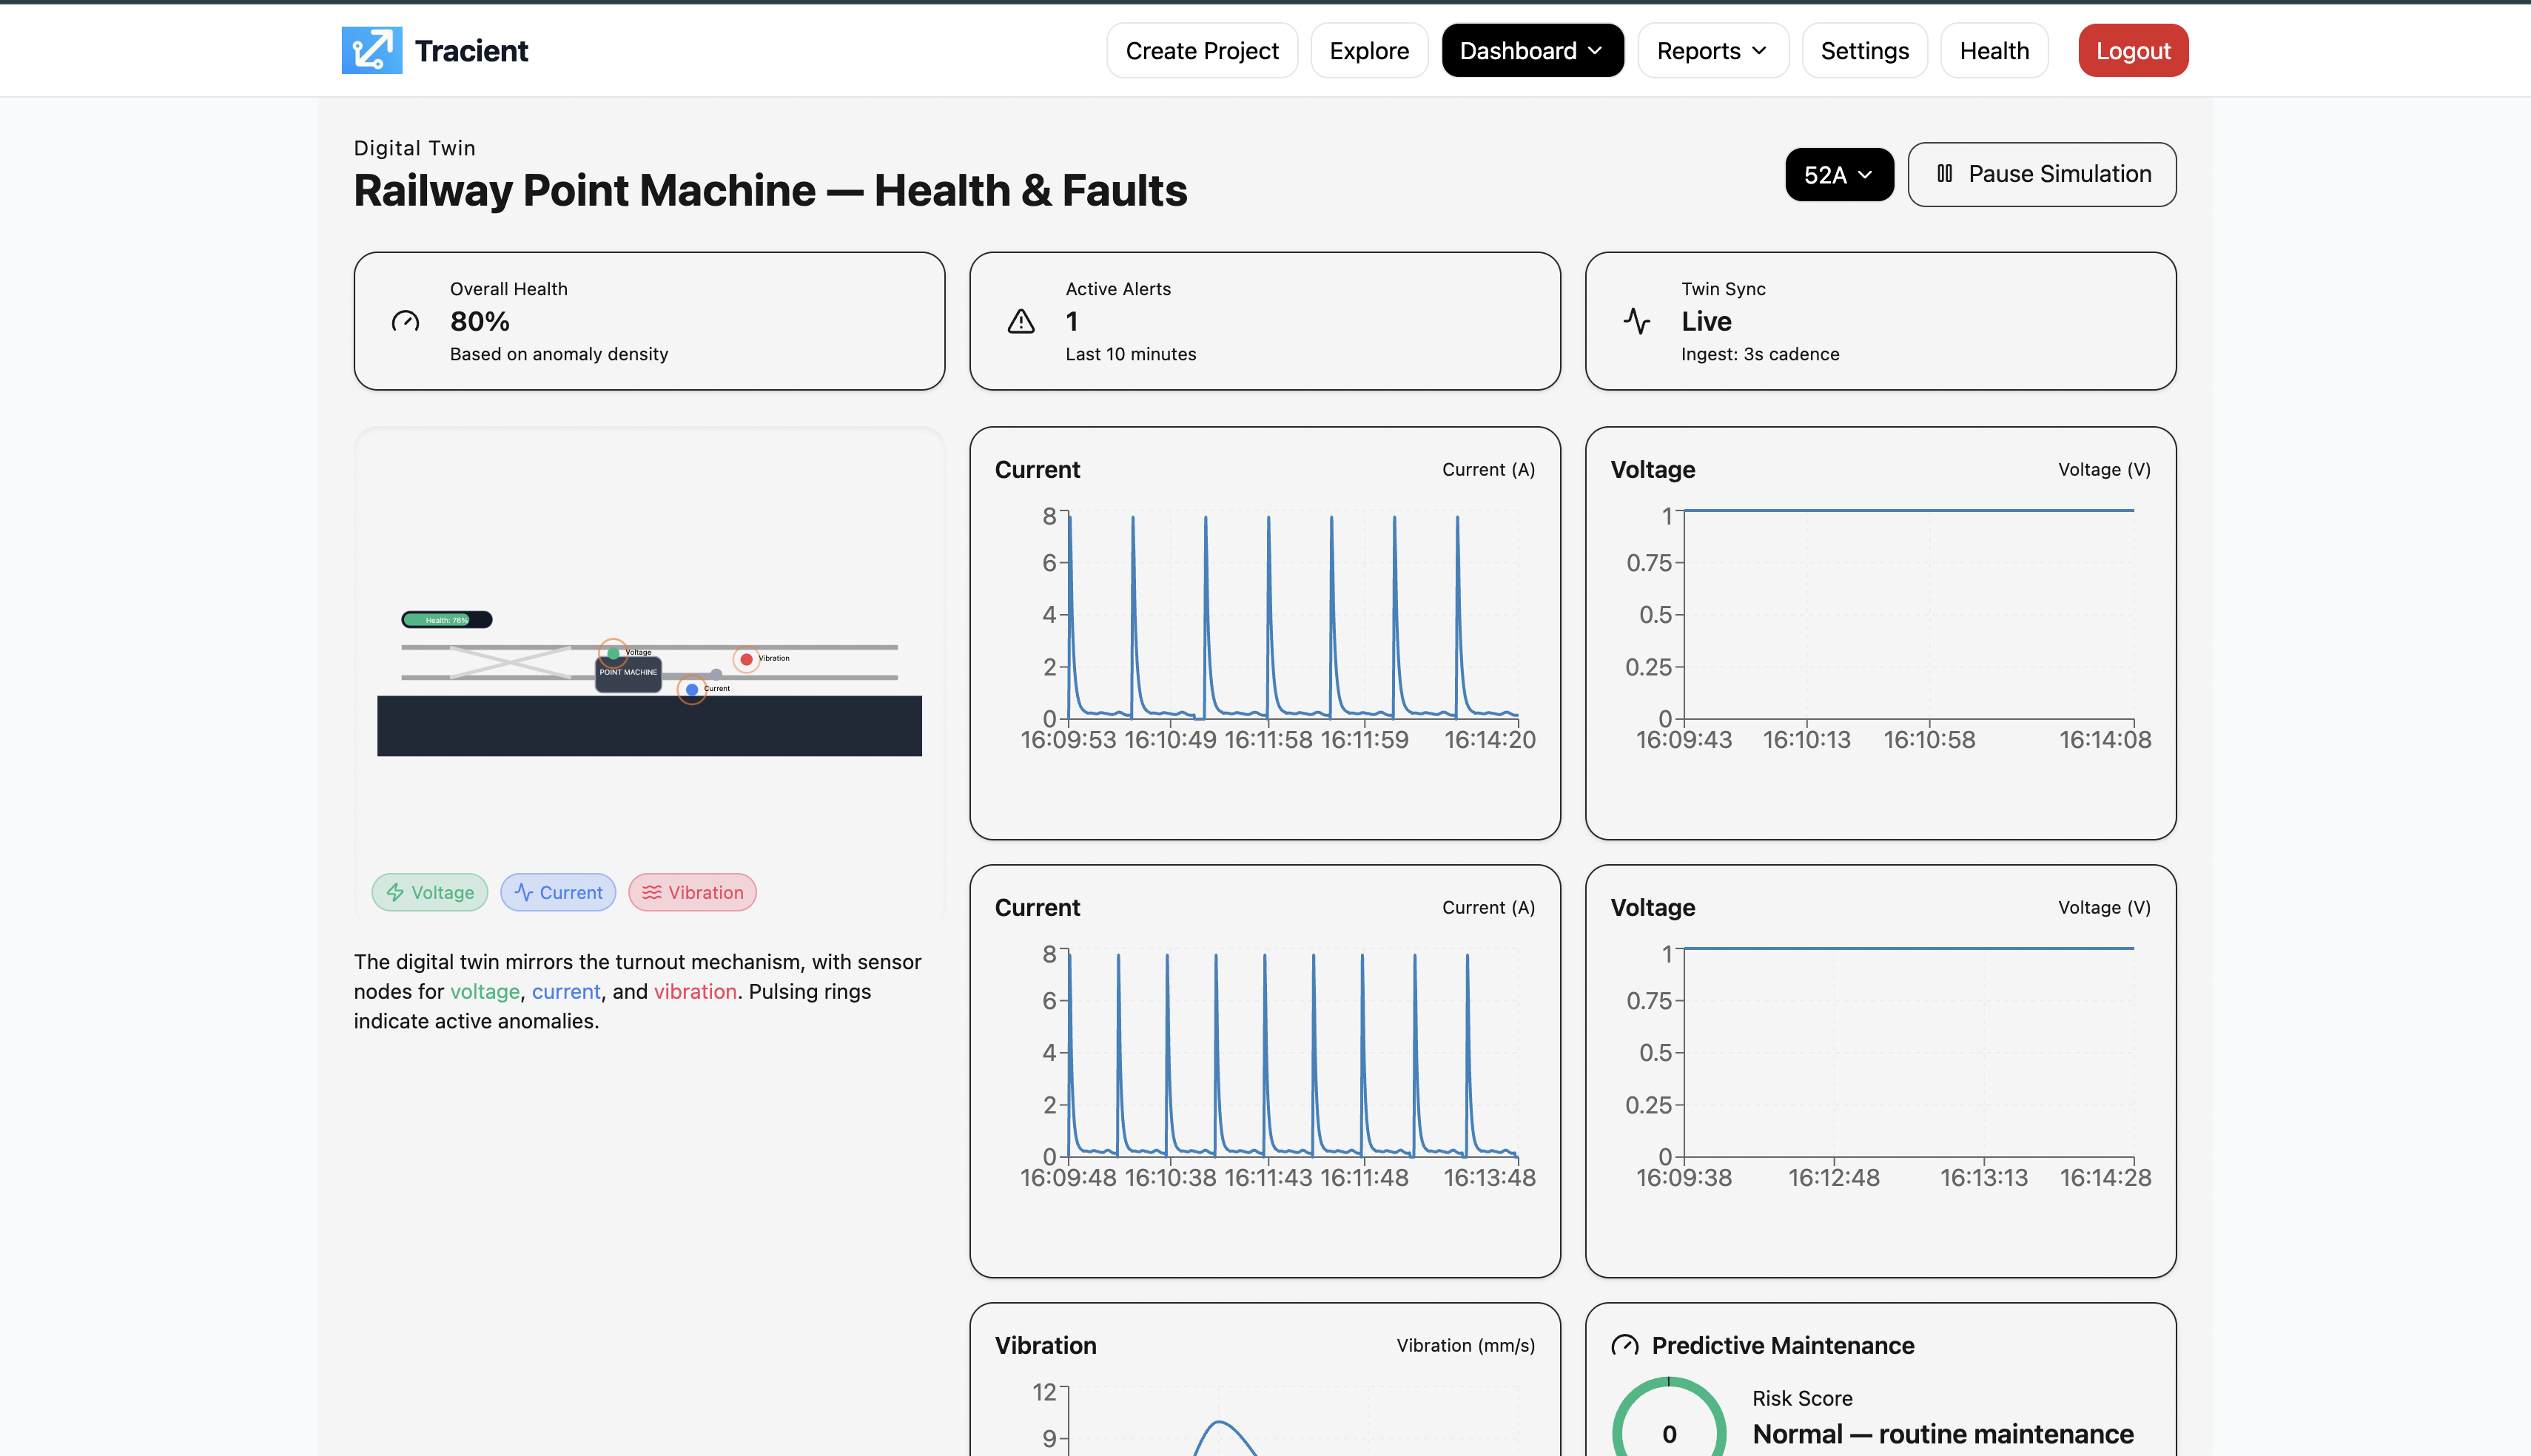 Tracient
Create Project
Explore
Dashboard
Reports
Settings
Health
Logout
Digital Twin
Railway Point Machine — Health & Faults
52A
Pause Simulation
Overall Health
80%
Based on anomaly density
Active Alerts
1
Last 10 minutes
Twin Sync
Live
Ingest: 3s cadence
Health: 76%
Voltage
Vibration
POINT MACHINE
Current
Voltage
Current
Vibration
The digital twin mirrors the turnout mechanism, with sensor
nodes for voltage, current, and vibration. Pulsing rings
indicate active anomalies.
Current
Current (A)
8
6
4
2
0
16:09:53 16:10:49 16:11:58 16:11:59 16:14:20
Voltage
Voltage (V)
1
0.75
0.5
0.25
0
16:09:43 16:10:13 16:10:58 16:14:08
Current
Current (A)
8
6
4
2
0
16:09:48 16:10:38 16:11:43 16:11:48 16:13:48
Voltage
Voltage (V)
1
0.75
0.5
0.25
0
16:09:38 16:12:48 16:13:13 16:14:28
Vibration
Vibration (mm/s)
12
9
Predictive Maintenance
0
Risk Score
Normal — routine maintenance